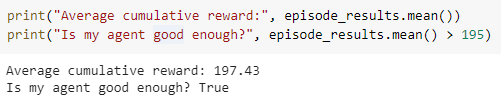 print("Average cumulative reward:", episode_results.mean())
print("Is my agent good enough?", episode_results.mean() > 195)
Average cumulative reward: 197.43
Is my agent good enough? True